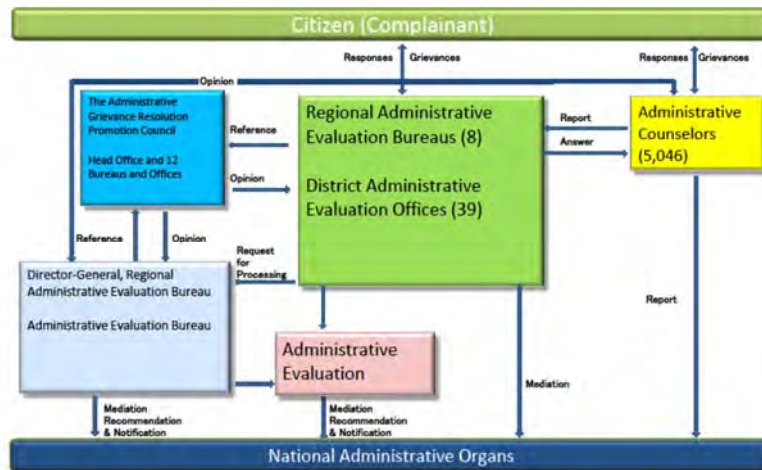 Citizen (Complainant)
Responses
Grievances
Responses
Grievances
Opinion
The Administrative
Grievance Resolution
Promotion Council
Head Office and 12
Bureaus and Offices
Reference
Opinion
Regional Administrative
Evaluation Bureaus (8)
District Administrative
Evaluation Offices (39)
Report
Answer
Administrative
Counselors
(5,046)
Reference
Opinion
Request
for
Processing
Director-General, Regional
Administrative Evaluation Bureau
Administrative Evaluation Bureau
Administrative
Evaluation
Report
Mediation
Mediation
Recommendation
& Notification
Mediation
Recommendation
& Notification
National Administrative Organs